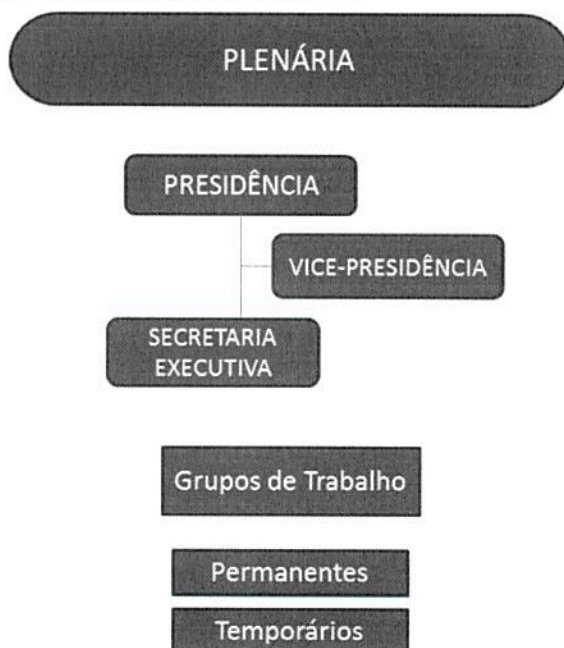 PLENÁRIA
PRESIDÊNCIA
VICE-PRESIDÊNCIA
SECRETARIA
EXECUTIVA
Grupos de Trabalho
Permanentes
Temporários